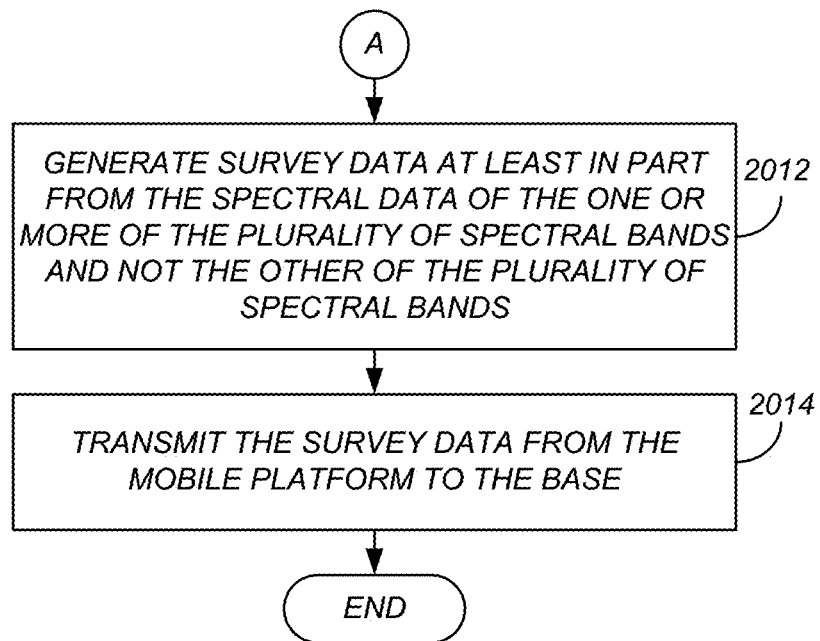 A
GENERATE SURVEY DATA AT LEAST IN PART
FROM THE SPECTRAL DATA OF THE ONE OR
MORE OF THE PLURALITY OF SPECTRAL BANDS
AND NOT THE OTHER OF THE PLURALITY OF
SPECTRAL BANDS
2012
TRANSMIT THE SURVEY DATA FROM THE
MOBILE PLATFORM TO THE BASE
2014
END